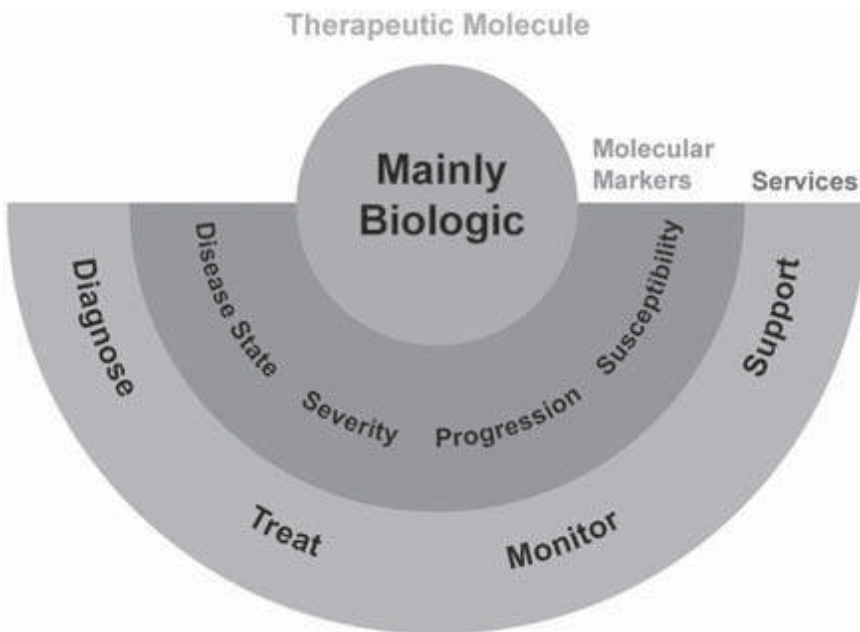 Therapeutic Molecule
Mainly
Biologic
Molecular
Markers
Services
Disease State
Severity
Progression
Susceptibility
Diagnose
Treat
Monitor
Support